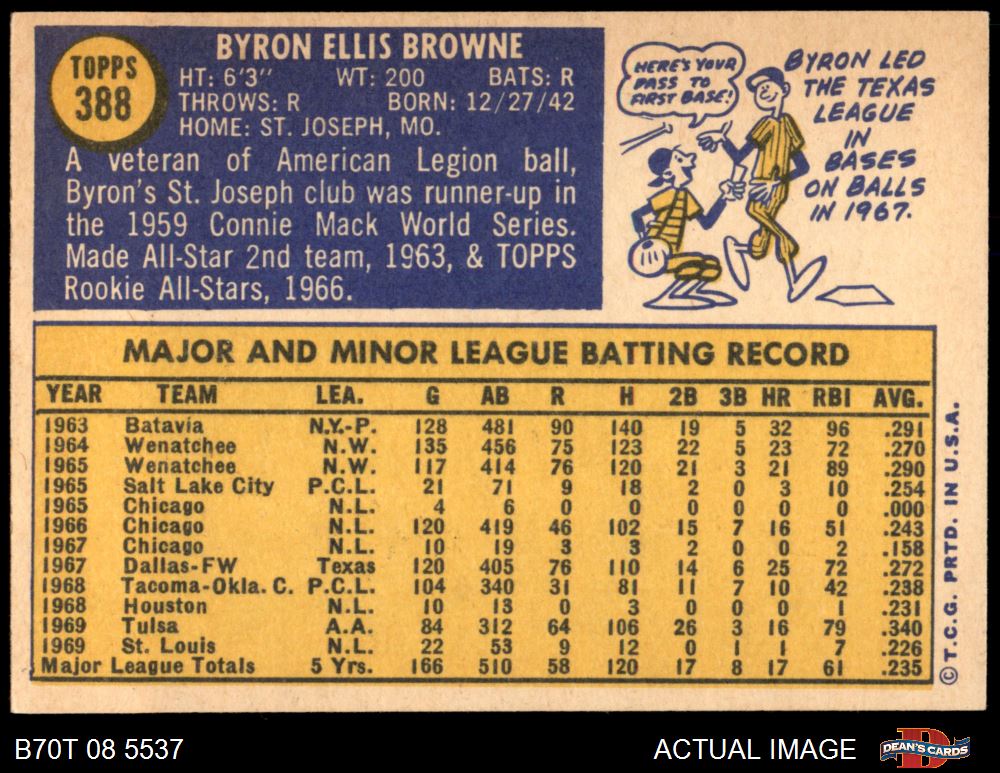 TOPPS
388
BYRON ELLIS BROWNE
HT: 6'3" WT: 200 BATS: R
THROWS: R BORN: 12/27/42
HOME: ST. JOSEPH, MO.
A veteran of American Legion ball,
Byron's St. Joseph club was runner-up in
the 1959 Connie Mack World Series.
Made All-Star 2nd team, 1963, & TOPPS
Rookie All-Stars, 1966.
HERE'S YOUR
PASS TO
FIRST BASE!
BYRON LED
THE TEXAS
LEAGUE
IN
BASES
ON BALLS
IN 1967.
MAJOR AND MINOR LEAGUE BATTING RECORD
YEAR TEAM LEA. G AB R H 2B 3B HR RBI AVG.
1963 Batavia N.Y.-P. 128 481 90 140 19 5 32 96 .291
1964 Wenatchee N.W. 135 456 75 123 22 5 23 72 .270
1965 Wenatchee N.W. 117 414 76 120 21 3 21 89 .290
1965 Salt Lake City P.C.L. 21 71 9 18 2 0 3 10 .254
1965 Chicago N.L. 4 6 0 0 0 0 0 0 .000
1966 Chicago N.L. 120 419 46 102 15 7 16 51 .243
1967 Chicago N.L. 10 19 3 3 2 0 0 2 .158
1967 Dallas-FW Texas 120 405 76 110 14 6 25 72 .272
1968 Tacoma-Okla. C. P.C.L. 104 340 31 81 11 7 10 42 .238
1968 Houston N.L. 10 13 0 3 0 0 0 1 .231
1969 Tulsa A.A. 84 312 64 106 26 3 16 79 .340
1969 St. Louis N.L. 22 53 9 12 0 1 1 7 .226
Major League Totals 5 Yrs. 166 510 58 120 17 8 17 61 .235
© T.C.G. PRTD. IN U.S.A.
B70T 08 5537
ACTUAL IMAGE
D
DEAN'S CARDS